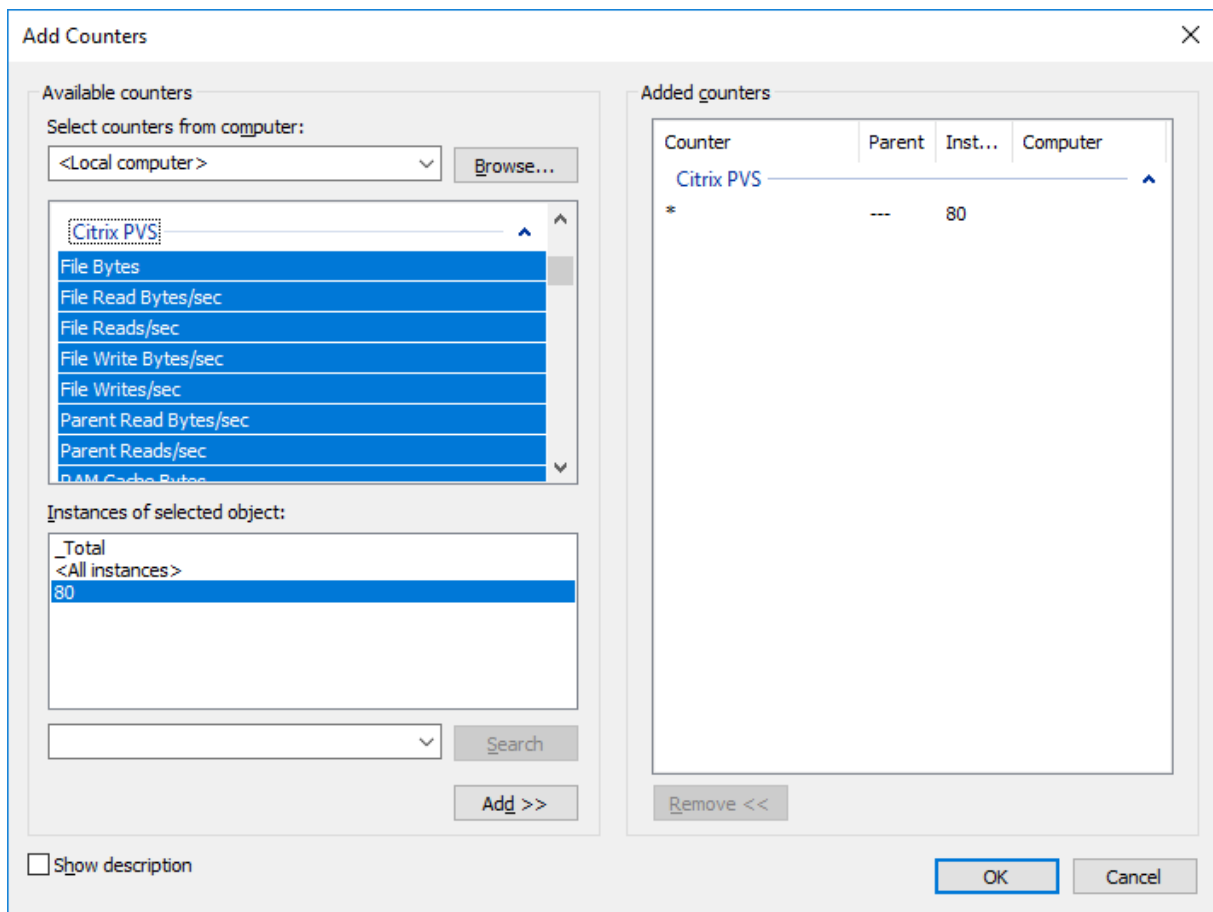 Add Counters
Available counters
Select counters from computer:
<Local computer>
Browse...
Citrix PVS
File Bytes
File Read Bytes/sec
File Reads/sec
File Write Bytes/sec
File Writes/sec
Parent Read Bytes/sec
Parent Reads/sec
RAM Cache Bytes
Instances of selected object:
_Total
<All instances>
80
Search
Add >>
Show description
Added counters
Counter Parent Inst... Computer
Citrix PVS
* --- 80
Remove <<
OK Cancel